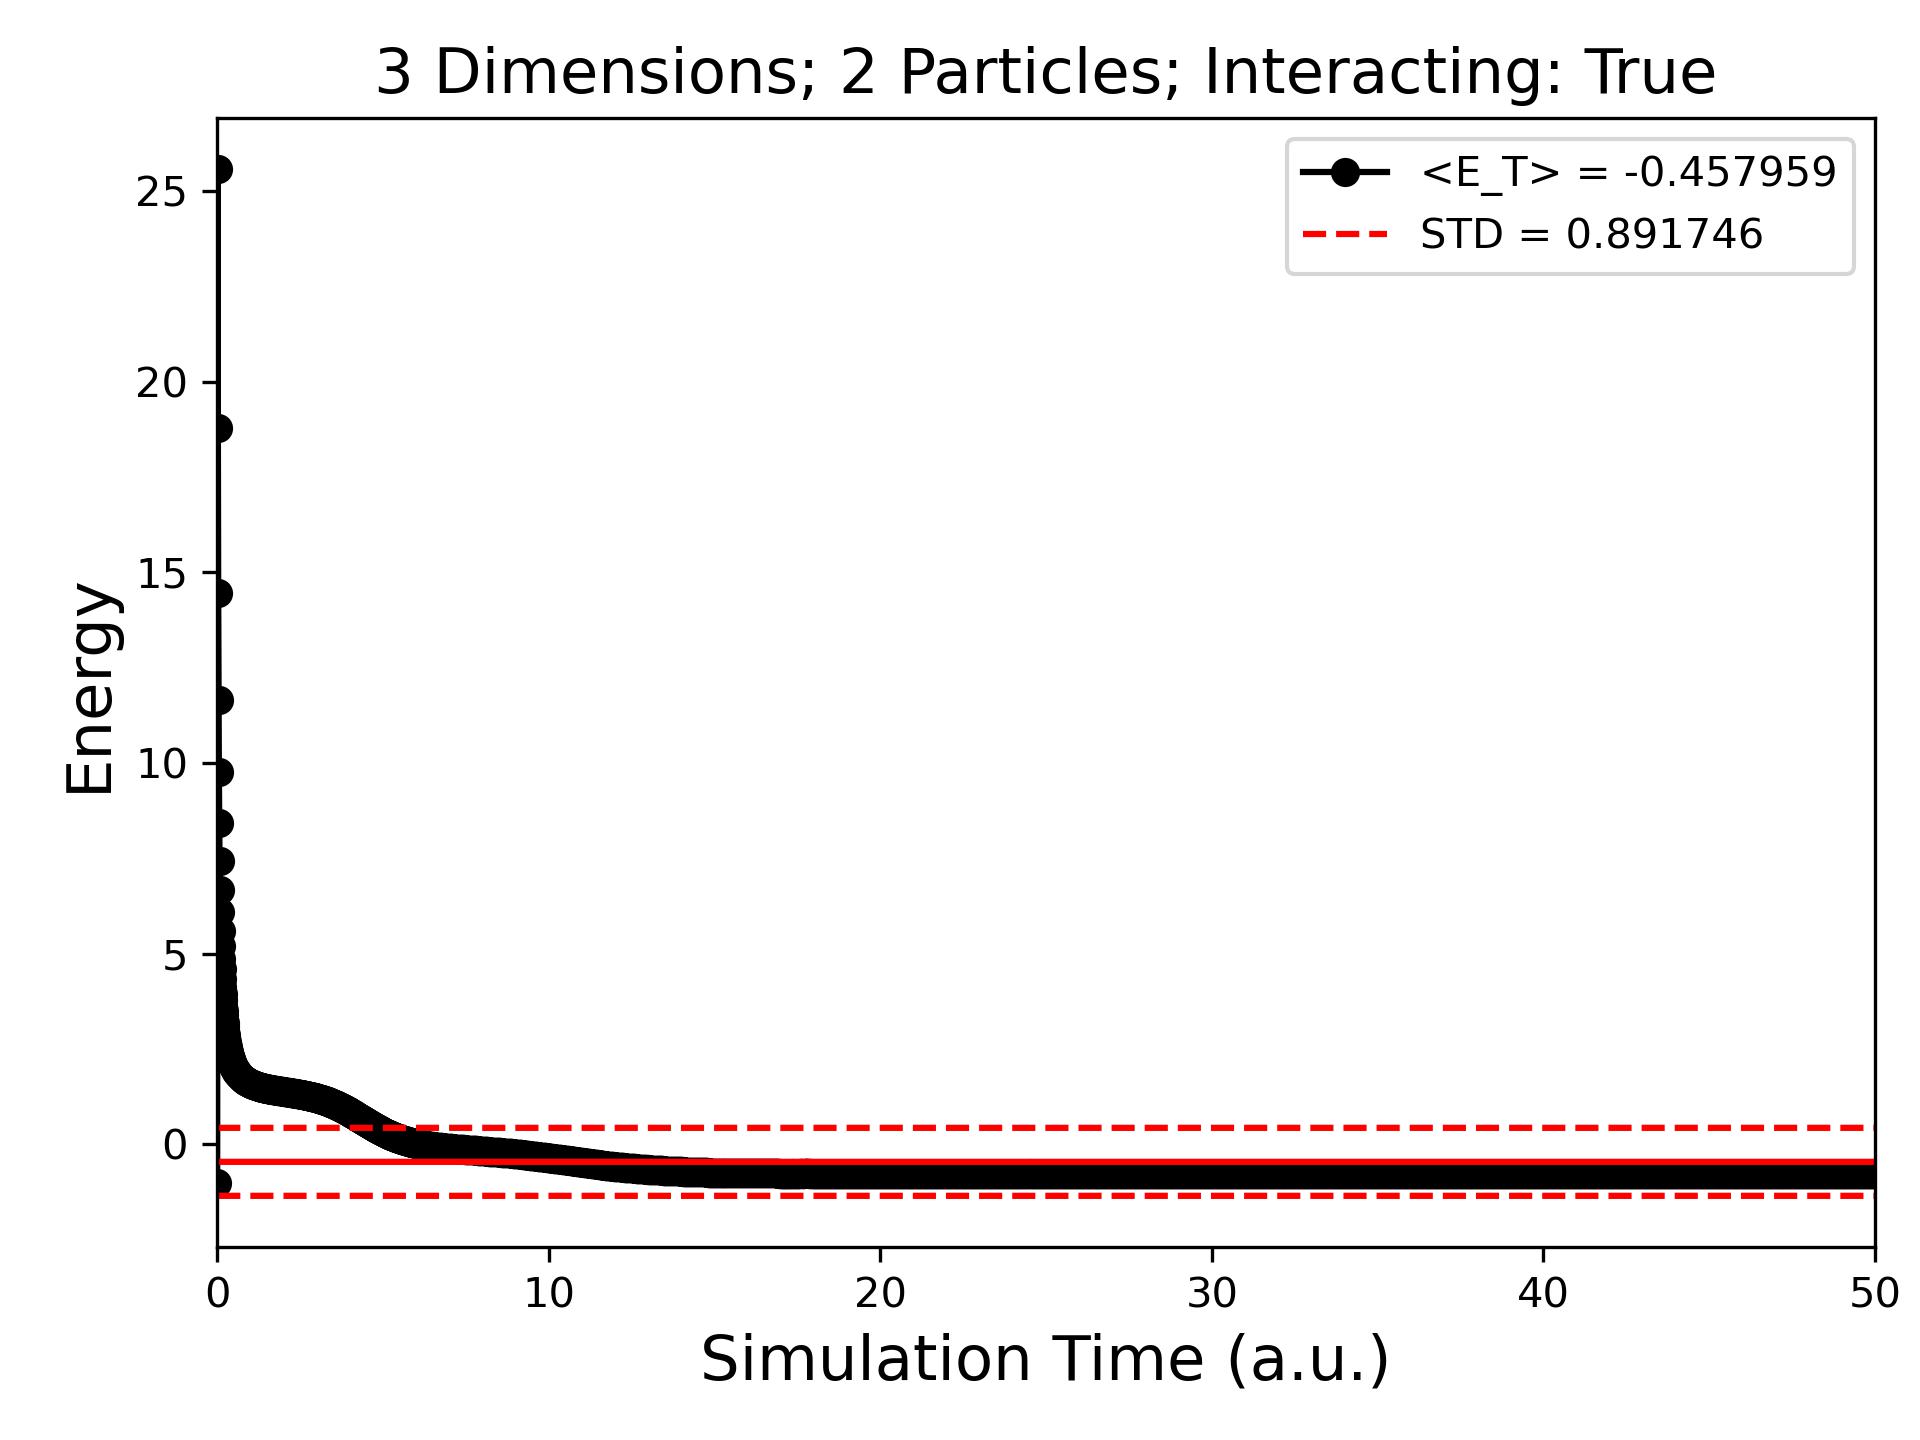 3 Dimensions; 2 Particles; Interacting: True
<E_T> = -0.457959
STD = 0.891746
Energy
25
20
15
10
5
0
0 10 20 30 40 50
Simulation Time (a.u.)